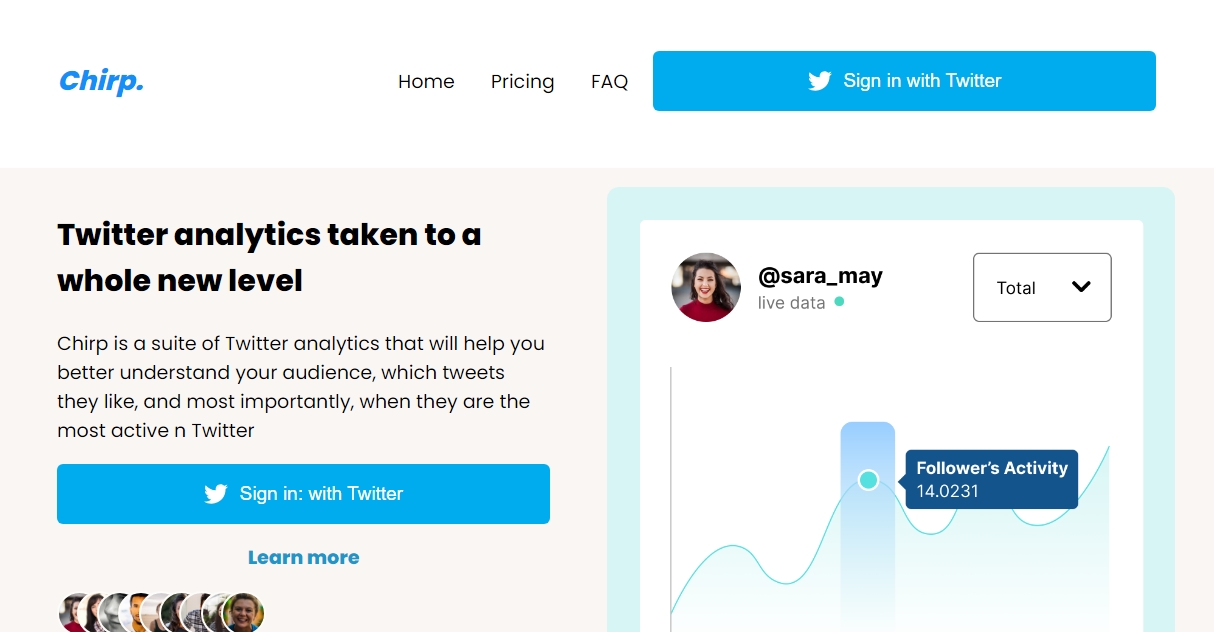 Chirp.
Home
Pricing
FAQ
Sign in with Twitter
Twitter analytics taken to a
whole new level
Chirp is a suite of Twitter analytics that will help you
better understand your audience, which tweets
they like, and most importantly, when they are the
most active n Twitter
Sign in: with Twitter
Learn more
@sara_may
live data
Total
Follower's Activity
14.0231